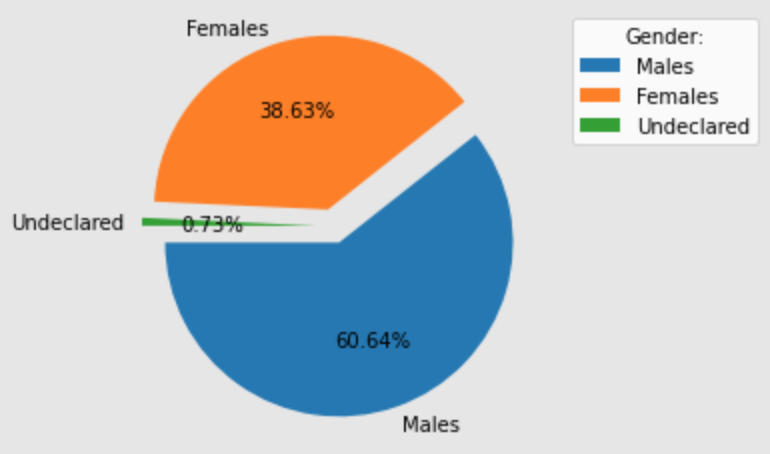 Females
Gender:
Males
Females
Undeclared
38.63%
Undeclared
0.73%
60.64%
Males